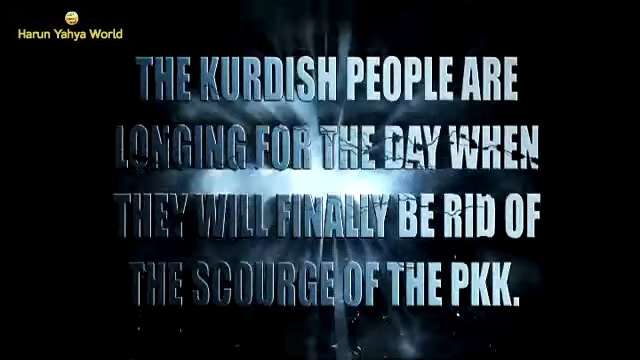 Harun Yahya World
THE KURDISH PEOPLE ARE
LONGING FOR THE DAY WHEN
THEY WILL FINALLY BE RID OF
THE SCOURGE OF THE PKK.